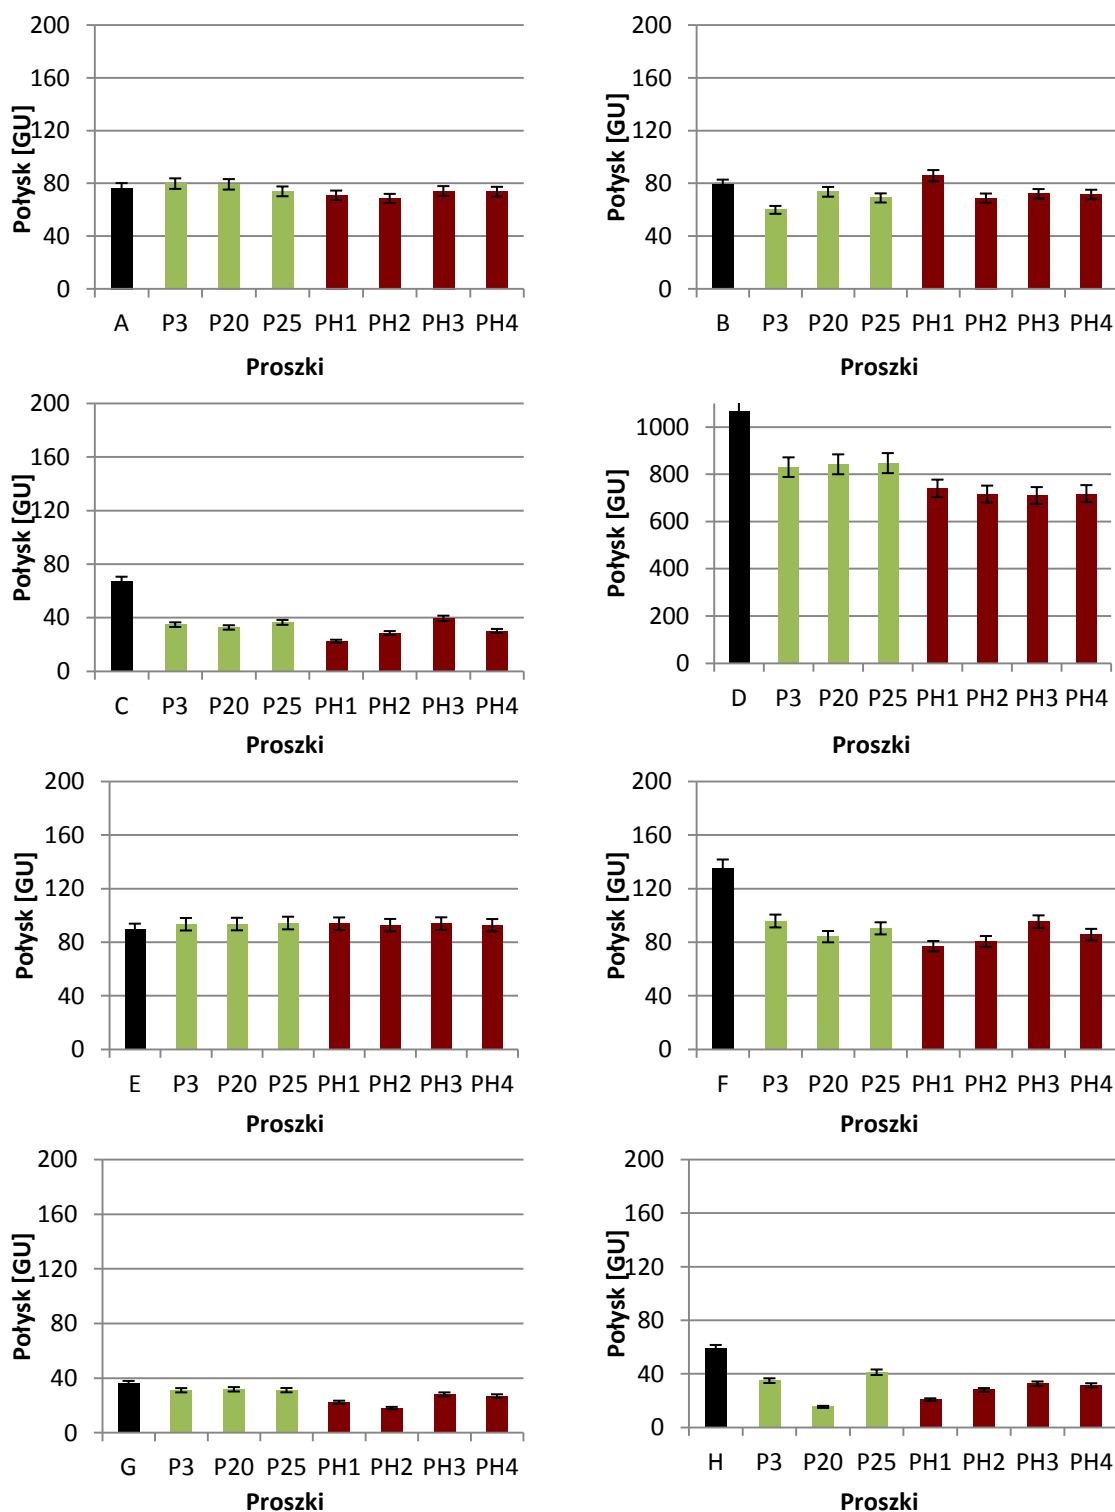 Połysk [GU]
200
160
120
80
40
0
A P3 P20 P25 PH1 PH2 PH3 PH4
Proszki
Połysk [GU]
200
160
120
80
40
0
B P3 P20 P25 PH1 PH2 PH3 PH4
Proszki
Połysk [GU]
200
160
120
80
40
0
C P3 P20 P25 PH1 PH2 PH3 PH4
Proszki
Połysk [GU]
1000
800
600
400
200
0
D P3 P20 P25 PH1 PH2 PH3 PH4
Proszki
Połysk [GU]
200
160
120
80
40
0
E P3 P20 P25 PH1 PH2 PH3 PH4
Proszki
Połysk [GU]
200
160
120
80
40
0
F P3 P20 P25 PH1 PH2 PH3 PH4
Proszki
Połysk [GU]
200
160
120
80
40
0
G P3 P20 P25 PH1 PH2 PH3 PH4
Proszki
Połysk [GU]
200
160
120
80
40
0
H P3 P20 P25 PH1 PH2 PH3 PH4
Proszki